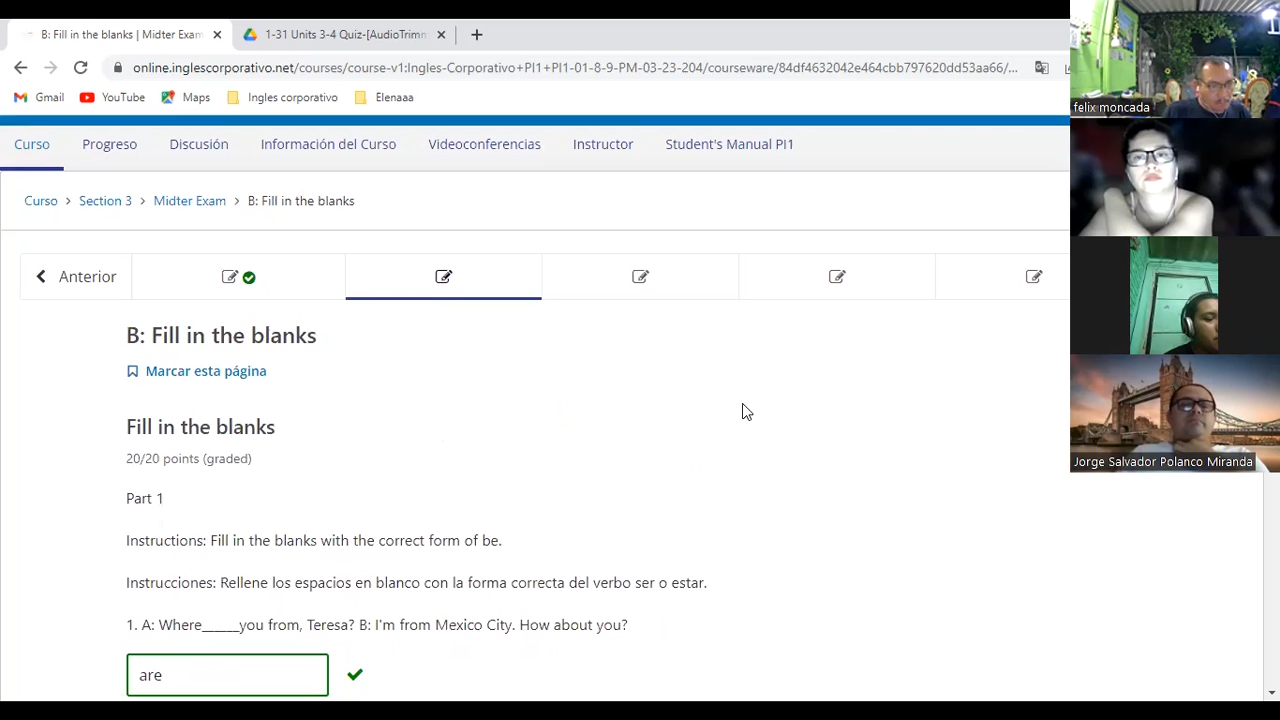 B: Fill in the blanks | Midter Exam
1-31 Units 3-4 Quiz-[AudioTrimm
online.inglescorporativo.net/courses/course-v1:Ingles-Corporativo+PI1+PI1-01-8-9-PM-03-23-204/courseware/84df4632042e464cbb797620dd53aa66/...
Gmail YouTube Maps Ingles corporativo Elenaaa
felix moncada
Curso Progreso Discusión Información del Curso Videoconferencias Instructor Student's Manual PI1
Curso > Section 3 > Midter Exam > B: Fill in the blanks
Anterior
B: Fill in the blanks
Marcar esta página
Fill in the blanks
20/20 points (graded)
Jorge Salvador Polanco Miranda
Part 1
Instructions: Fill in the blanks with the correct form of be.
Instrucciones: Rellene los espacios en blanco con la forma correcta del verbo ser o estar.
1. A: Where______you from, Teresa? B: I'm from Mexico City. How about you?
are